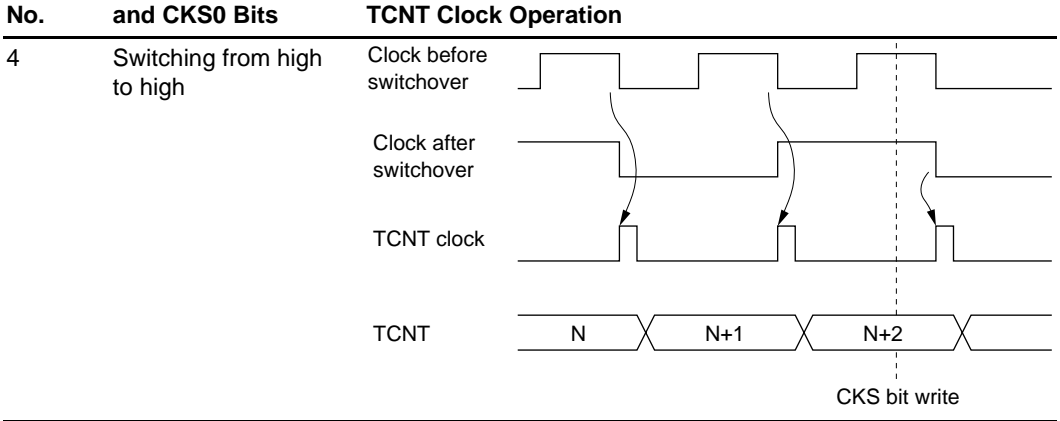 No. and CKS0 Bits TCNT Clock Operation
4 Switching from high Clock before
to high switchover
Clock after
switchover
TCNT clock
TCNT N N+1 N+2
CKS bit write